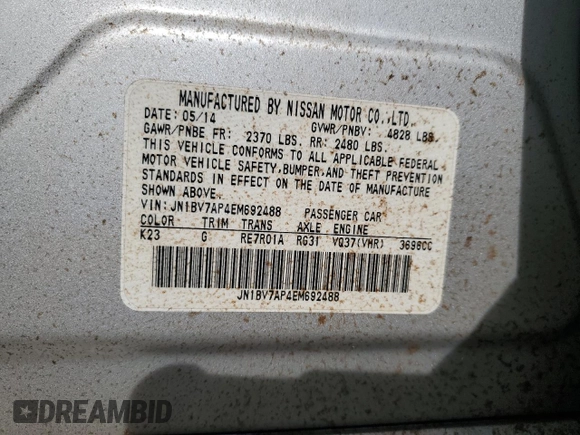 MANUFACTURED BY NISSAN MOTOR CO.,LTD.
DATE: 05/14 GVWR/PNBV: 4828 LBS.
GAWR/PNBE FR: 2370 LBS. RR: 2480 LBS.
THIS VEHICLE CONFORMS TO ALL APPLICABLE FEDERAL
MOTOR VEHICLE SAFETY,BUMPER,AND THEFT PREVENTION
STANDARDS IN EFFECT ON THE DATE OF MANUFACTURE
SHOWN ABOVE.
VIN: JN1BV7AP4EM692488 PASSENGER CAR
COLOR TRIM TRANS AXLE ENGINE
K23 G RE7R01A RG31 VQ37(VHR) 3696CC
JN1BV7AP4EM692488
DREAMBID